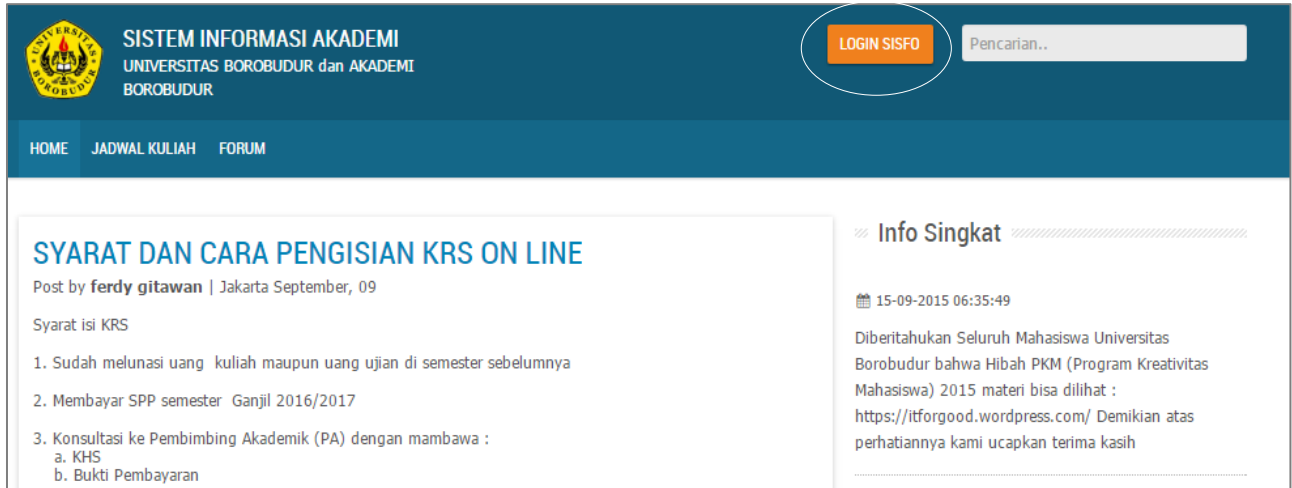 UNIVERSITAS
BOROBUDUR
SISTEM INFORMASI AKADEMI
UNIVERSITAS BOROBUDUR dan AKADEMI
BOROBUDUR
LOGIN SISFO
Pencarian..
HOME JADWAL KULIAH FORUM
SYARAT DAN CARA PENGISIAN KRS ON LINE
Post by ferdy gitawan | Jakarta September, 09
Syarat isi KRS
1. Sudah melunasi uang kuliah maupun uang ujian di semester sebelumnya
2. Membayar SPP semester Ganjil 2016/2017
3. Konsultasi ke Pembimbing Akademik (PA) dengan mambawa :
a. KHS
b. Bukti Pembayaran
Info Singkat
15-09-2015 06:35:49
Diberitahukan Seluruh Mahasiswa Universitas
Borobudur bahwa Hibah PKM (Program Kreativitas
Mahasiswa) 2015 materi bisa dilihat :
https://itforgood.wordpress.com/ Demikian atas
perhatiannya kami ucapkan terima kasih